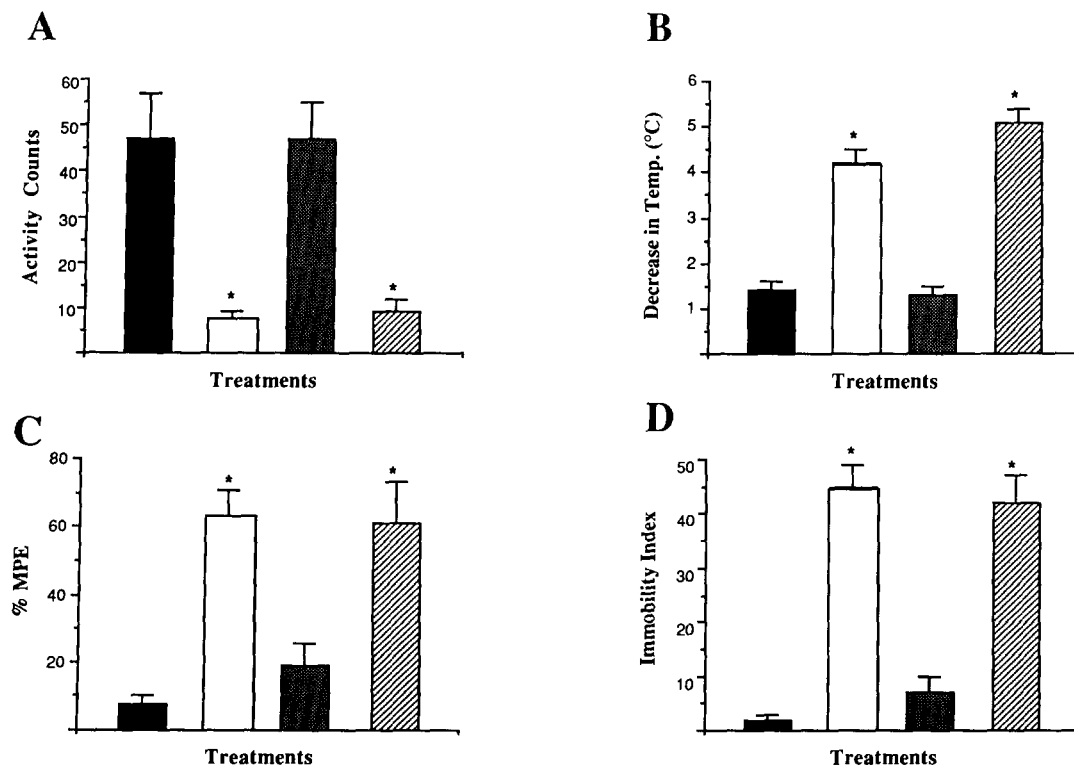 A
Activity Counts
60
50
40
30
20
10
*
*
Treatments
B
Decrease in Temp. (°C)
6
5
4
3
2
1
*
*
Treatments
C
% MPE
80
60
40
20
*
*
Treatments
D
Immobility Index
50
40
30
20
10
*
*
Treatments